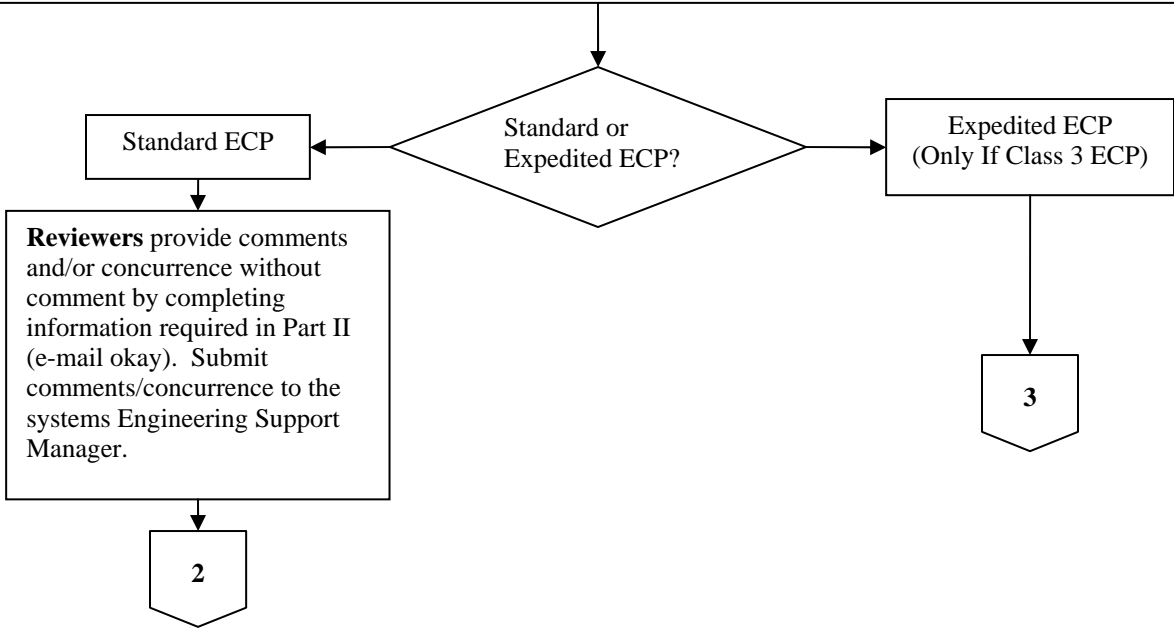 Standard or
Expedited ECP?
Standard ECP
Expedited ECP
(Only If Class 3 ECP)
Reviewers provide comments
and/or concurrence without
comment by completing
information required in Part II
(e-mail okay).  Submit
comments/concurrence to the
systems Engineering Support
Manager.
3
2